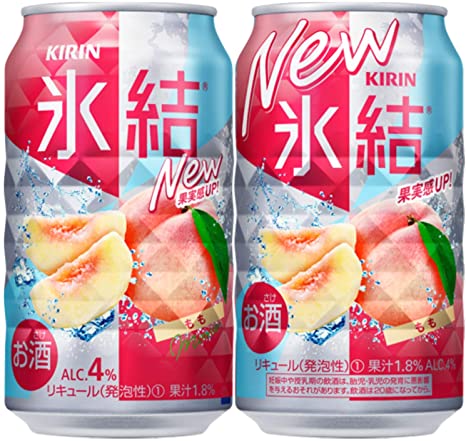 KIRIN
氷結®
New
果実感UP!
もも
さけ
お酒
ALC.4%
リキュール(発泡性)① 果汁1.8%
New
KIRIN
氷結®
果実感UP!
もも
さけ
お酒
リキュール(発泡性)① 果汁1.8% ALC.4%
妊娠中や授乳期の飲酒は、胎児・乳児の発育に悪影響
を与えるおそれがあります。飲酒は20歳になってから。